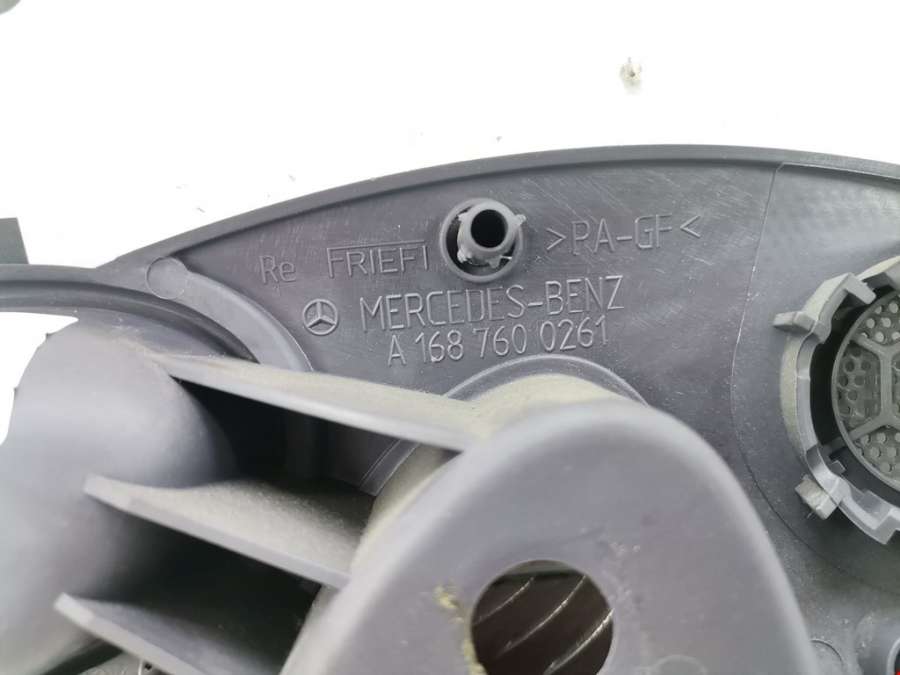 Re FRIEFI >PA-GF<
MERCEDES-BENZ
A 168 760 0261